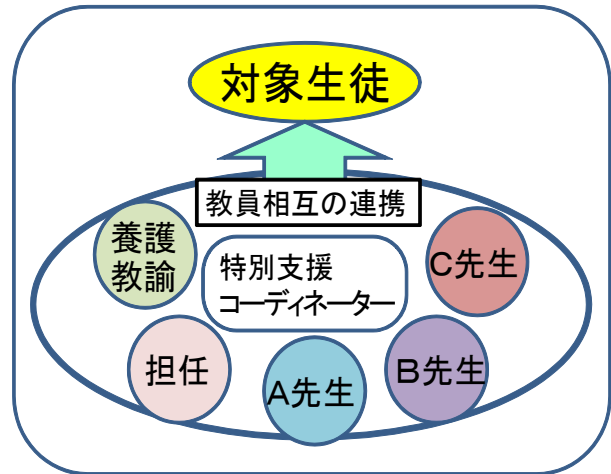 対象生徒
教員相互の連携
養護
教諭
特別支援
コーディネーター
C先生
担任
A先生
B先生